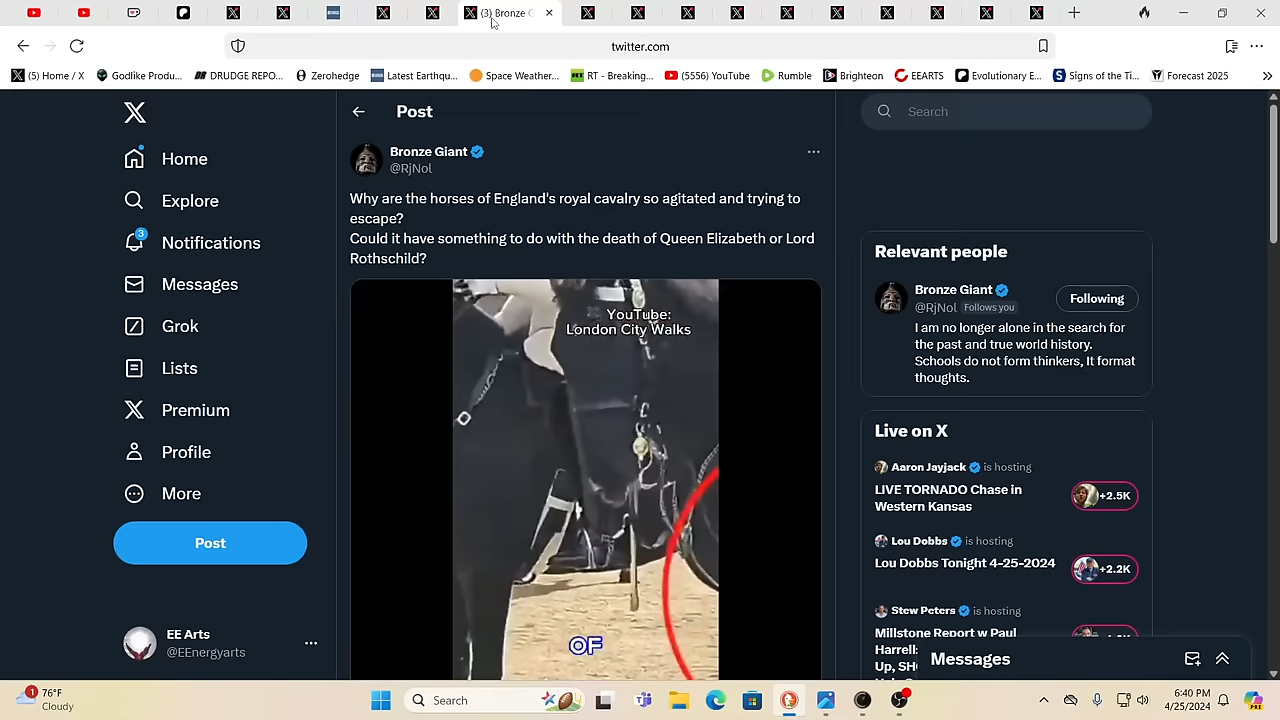 (3) Bronze G
twitter.com
(5) Home / X
Godlike Produ...
DRUDGE REPO...
Zerohedge
Latest Earthqu...
Space Weather...
RT - Breaking...
(5556) YouTube
Rumble
Brighteon
EEARTS
Evolutionary E...
Signs of the Ti...
Forecast 2025
Home
Explore
3
Notifications
Messages
Grok
Lists
Premium
Profile
More
Post
EE Arts
@EEnergyarts
Post
Bronze Giant
@RjNol
Why are the horses of England's royal cavalry so agitated and trying to
escape?
Could it have something to do with the death of Queen Elizabeth or Lord
Rothschild?
YouTube:
London City Walks
OF
Search
Relevant people
Bronze Giant
@RjNol Follows you
Following
I am no longer alone in the search for
the past and true world history.
Schools do not form thinkers, It format
thoughts.
Live on X
Aaron Jayjack is hosting
LIVE TORNADO Chase in
Western Kansas
+2.5K
Lou Dobbs is hosting
Lou Dobbs Tonight 4-25-2024
+2.2K
Stew Peters is hosting
Millstone Report w Paul
Harrell:
Up, SH
Messages
1
76°F
Cloudy
Search
6:40 PM
4/25/2024
PRE